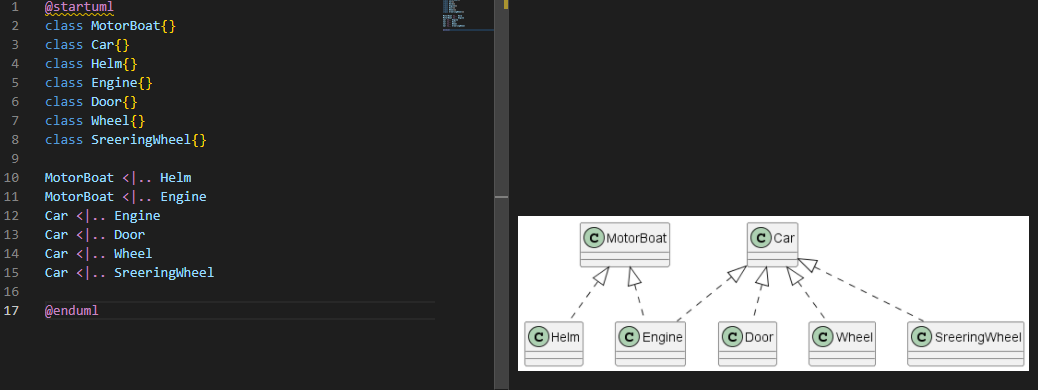 1 @startuml
2 class MotorBoat{}
3 class Car{}
4 class Helm{}
5 class Engine{}
6 class Door{}
7 class Wheel{}
8 class SreeringWheel{}
9
10 MotorBoat <|.. Helm
11 MotorBoat <|.. Engine
12 Car <|.. Engine
13 Car <|.. Door
14 Car <|.. Wheel
15 Car <|.. SreeringWheel
16
17 @enduml
C MotorBoat C Car
C Helm C Engine C Door C Wheel C SreeringWheel